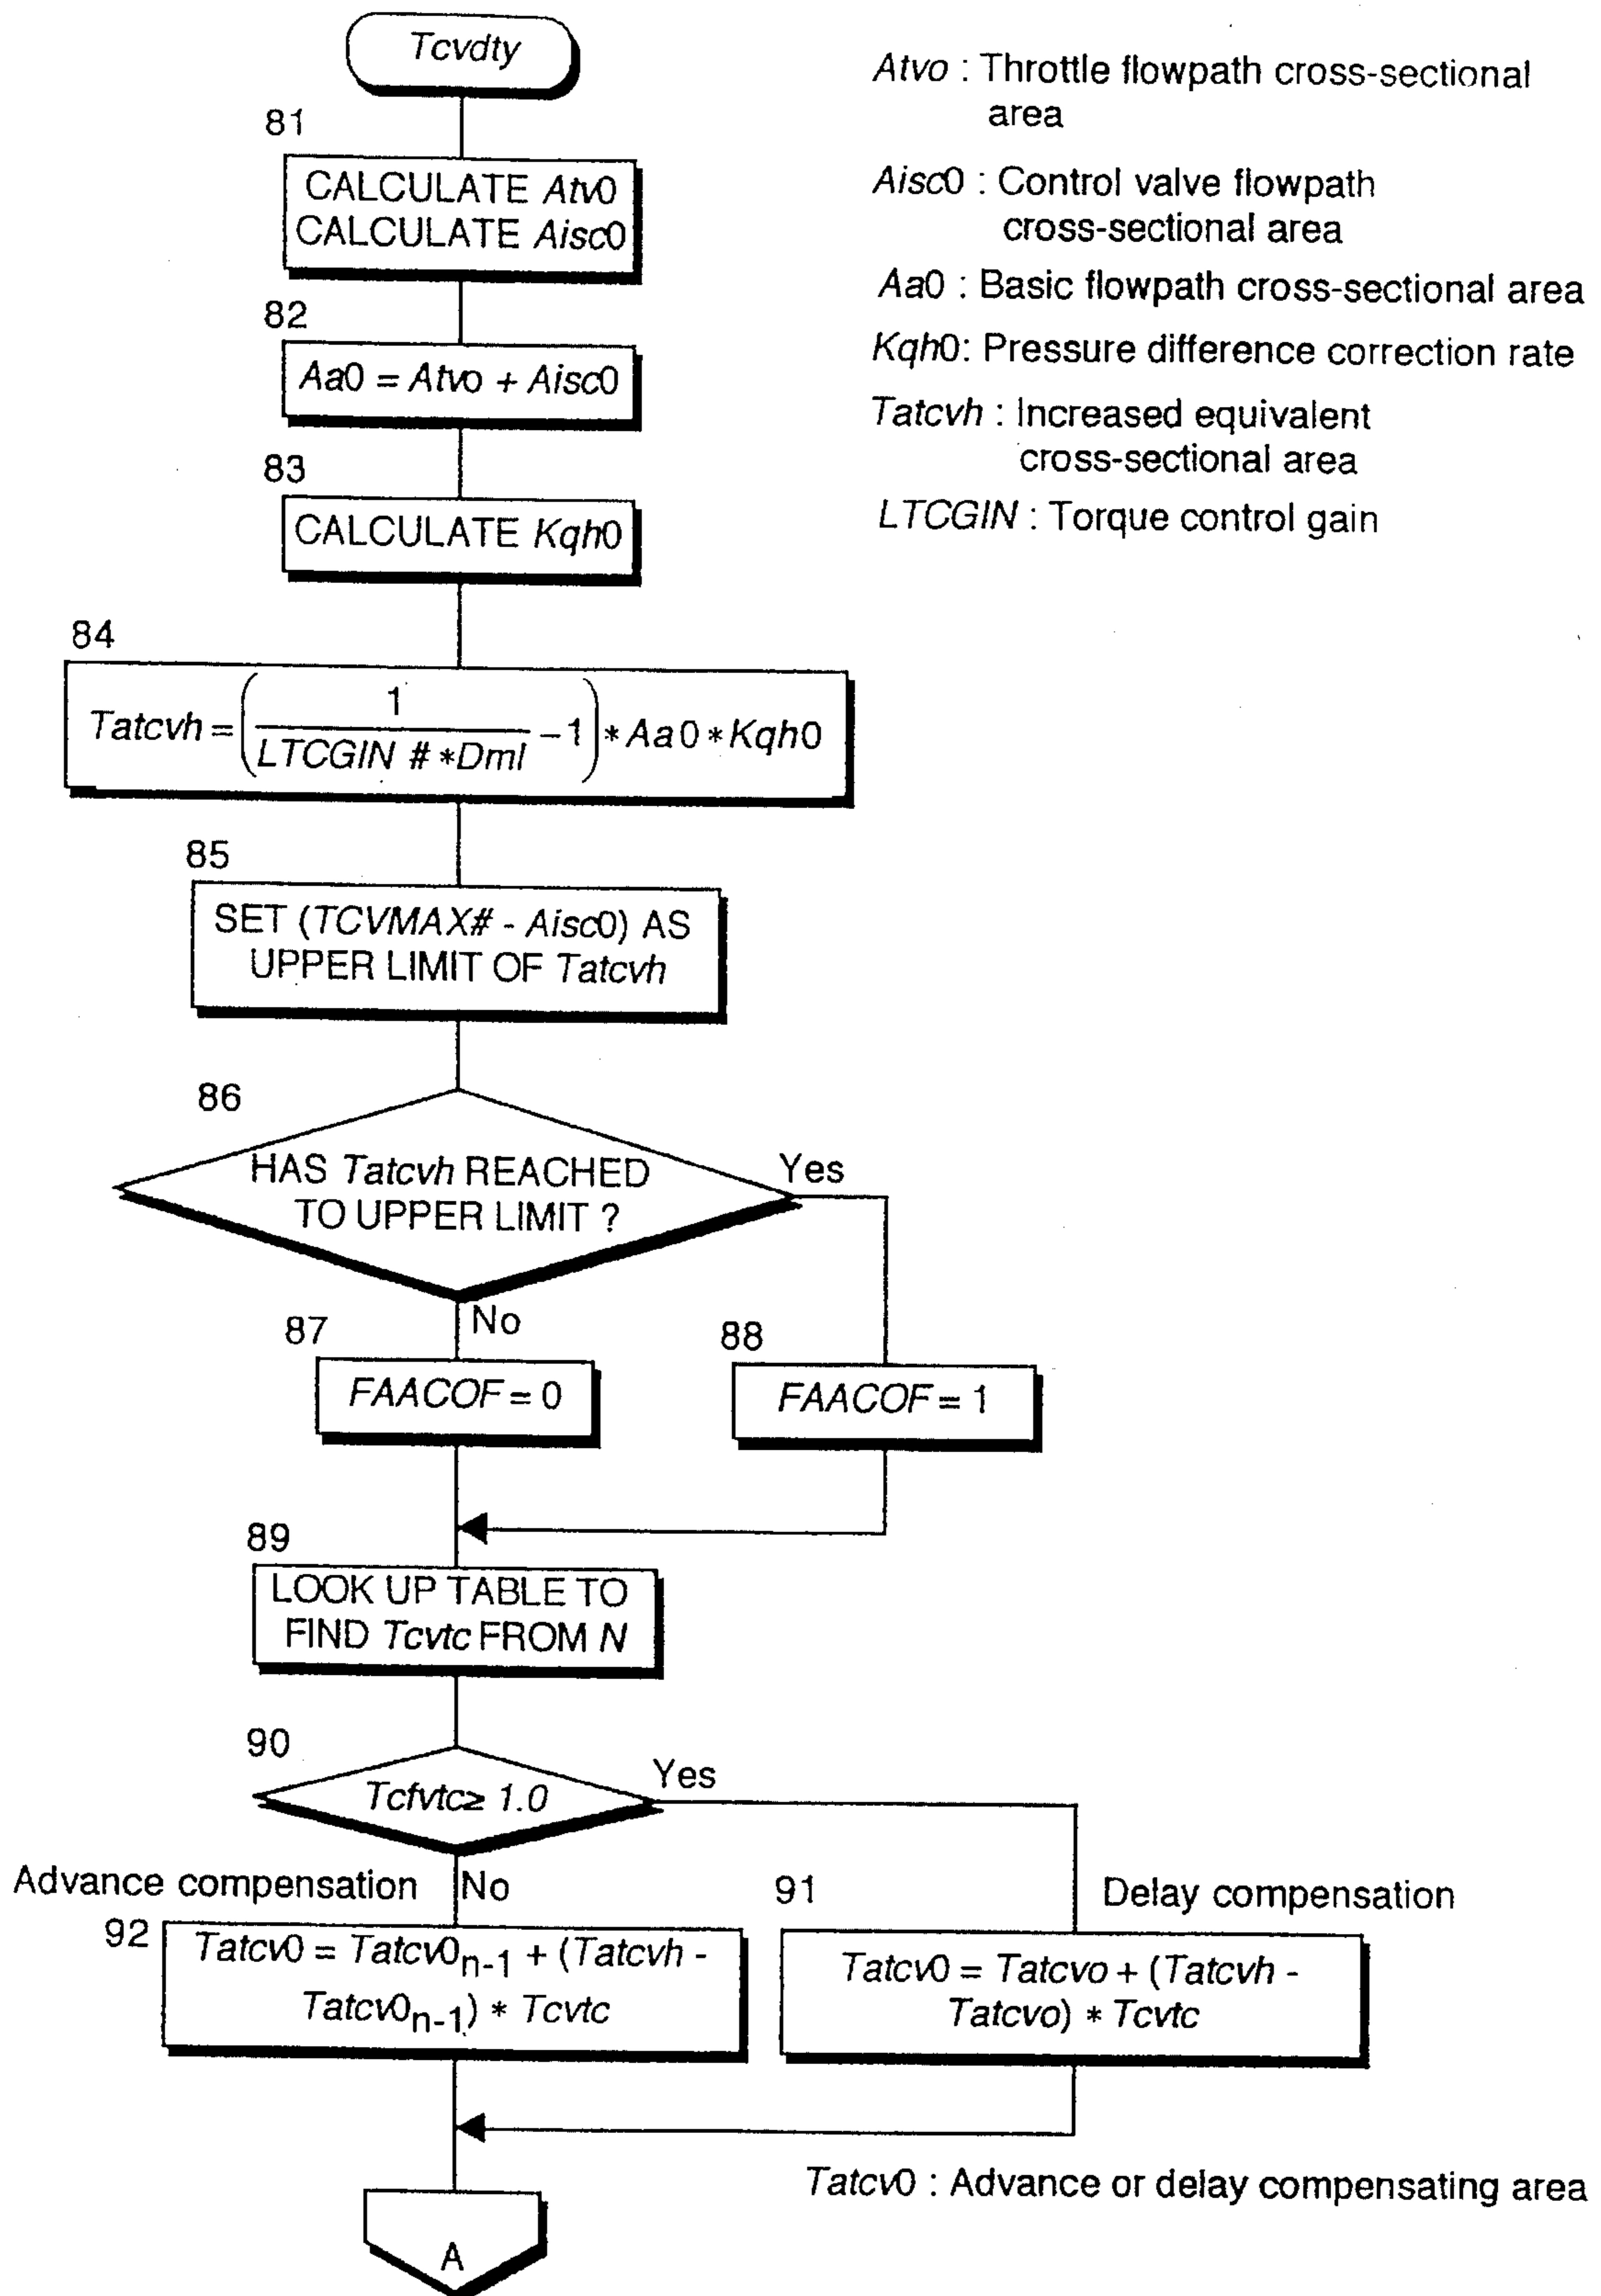 Tcvdty
Atvo : Throttle flowpath cross-sectional
area
Aisc0 : Control valve flowpath
cross-sectional area
Aa0 : Basic flowpath cross-sectional area
Kqh0: Pressure difference correction rate
Tatcvh : Increased equivalent
cross-sectional area
LTCGIN : Torque control gain
81
CALCULATE Atv0
CALCULATE Aisc0
82
Aa0 = Atvo + Aisc0
83
CALCULATE Kqh0
84
Tatcvh = (1 / (LTCGIN # *Dml) −1) * Aa0 * Kqh0
85
SET (TCVMAX# - Aisc0) AS
UPPER LIMIT OF Tatcvh
86
HAS Tatcvh REACHED
TO UPPER LIMIT ?
Yes
No
87
FAACOF = 0
88
FAACOF = 1
89
LOOK UP TABLE TO
FIND Tcvtc FROM N
90
Tcfvtc≥ 1.0
Yes
Advance compensation
No
92
Tatcv0 = Tatcv0n-1 + (Tatcvh -
Tatcv0n-1) * Tcvtc
91
Delay compensation
Tatcv0 = Tatcvo + (Tatcvh -
Tatcvo) * Tcvtc
Tatcv0 : Advance or delay compensating area
A